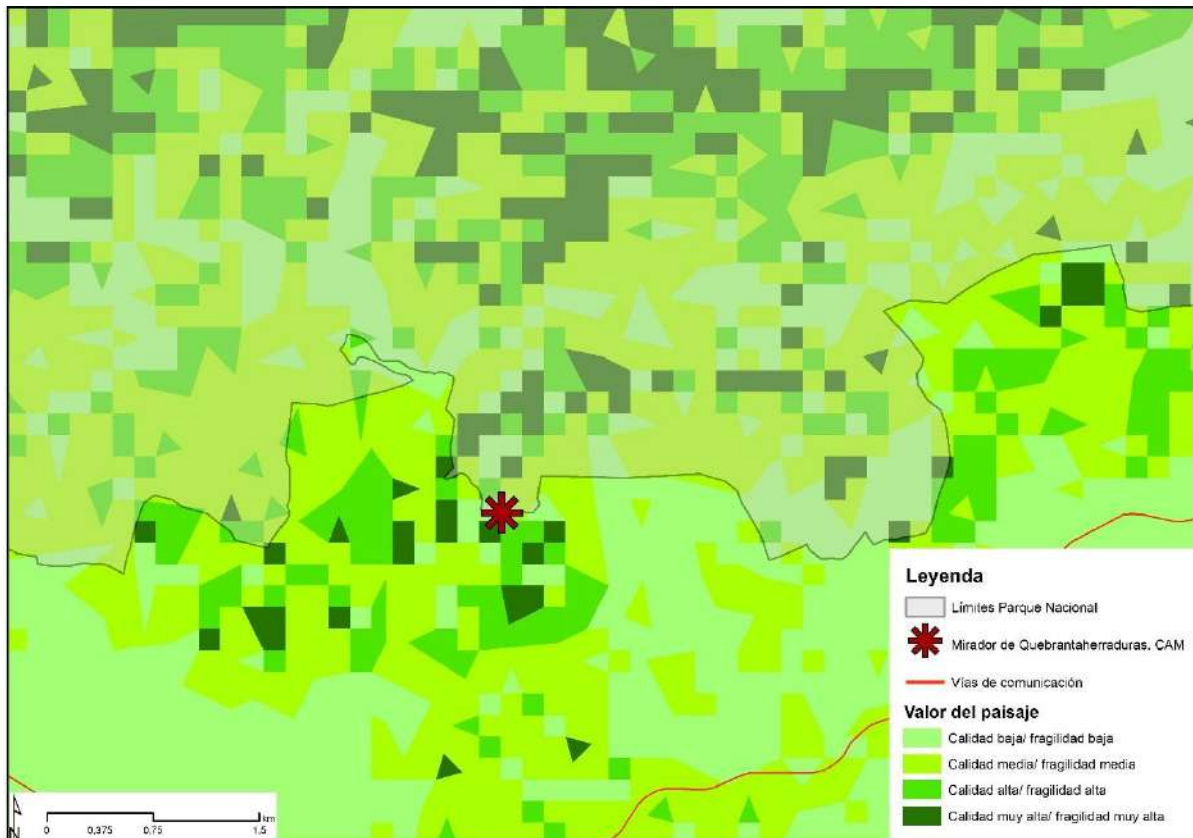 Leyenda
Límites Parque Nacional
Mirador de Quebrantaherraduras, CAM
Vías de comunicación
Valor del paisaje
Calidad baja/ fragilidad baja
Calidad media/ fragilidad media
Calidad alta/ fragilidad alta
Calidad muy alta/ fragilidad muy alta
N
km
0 0,375 0,75 1,5